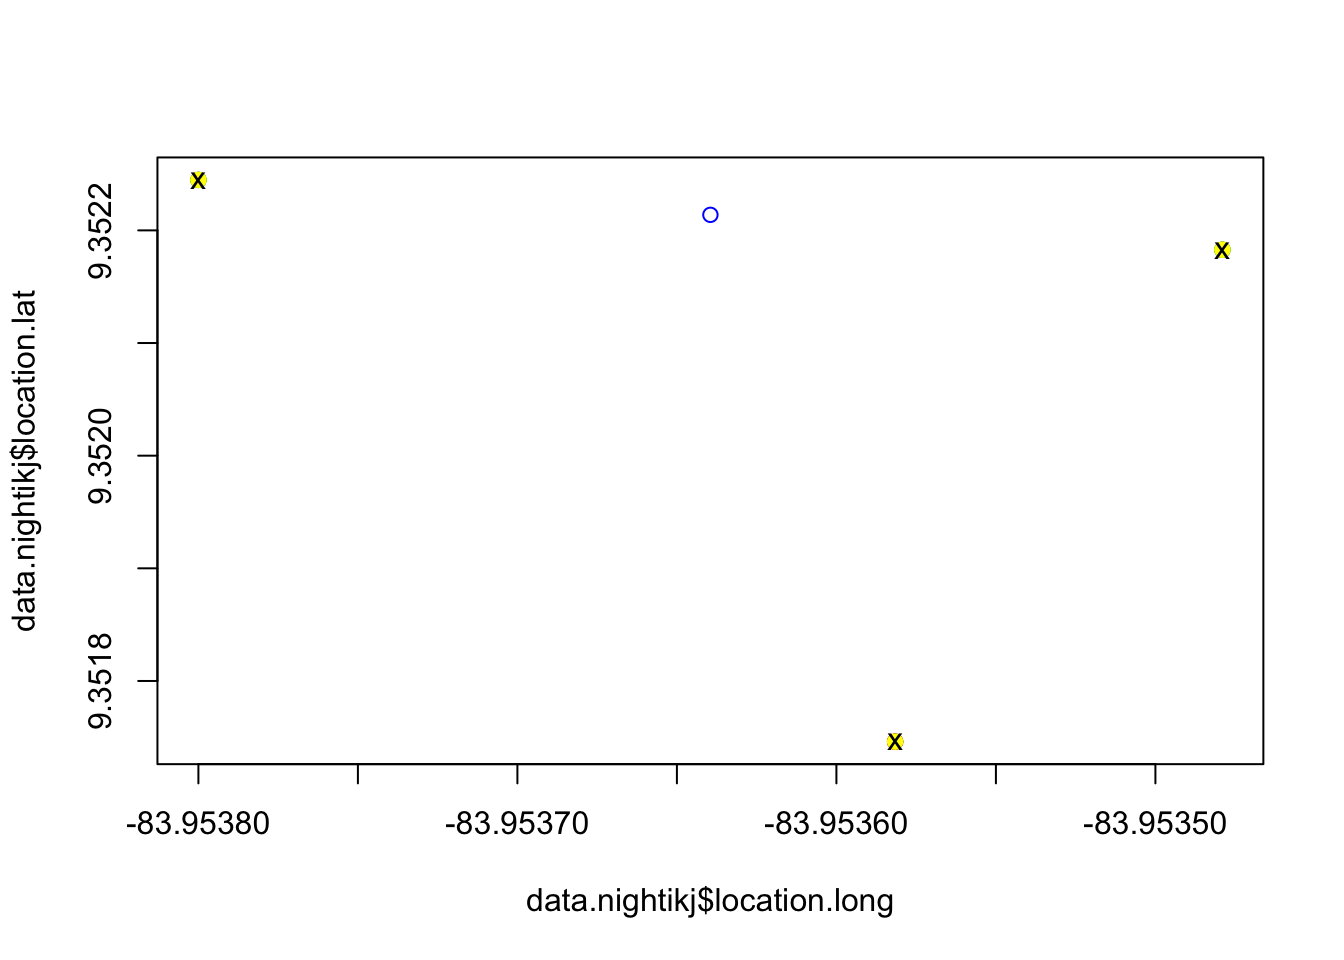 x
x
x
9.3522
9.3520
9.3518
data.nightikj$location.lat
-83.95380
-83.95370
-83.95360
-83.95350
data.nightikj$location.long